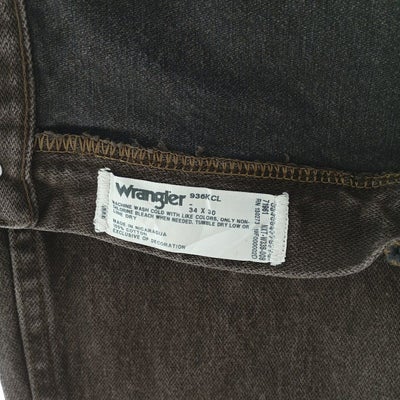 Wrangler 936KCL
34 X 30
MACHINE WASH COLD WITH LIKE COLORS, ONLY NON-
CHLORINE BLEACH WHEN NEEDED. TUMBLE DRY LOW OR
LINE DRY
MADE IN NICARAGUA
100% COTTON
EXCLUSIVE OF DECORATION